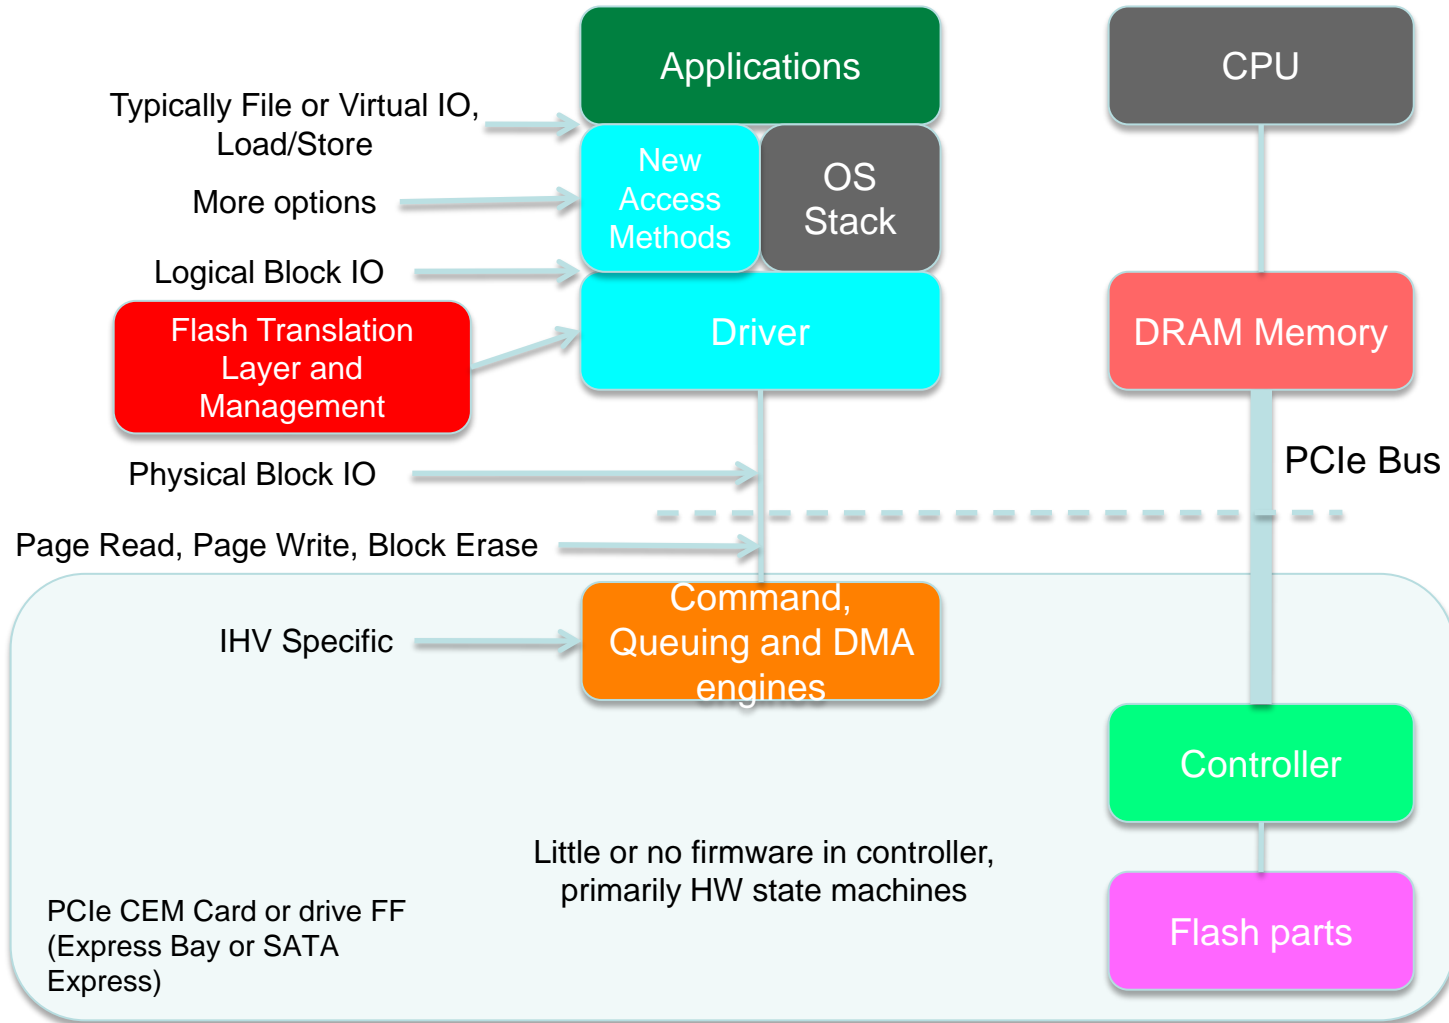 Applications
CPU
Typically File or Virtual IO,
Load/Store
New
Access
Methods
OS
Stack
More options
Logical Block IO
Flash Translation
Layer and
Management
Driver
DRAM Memory
Physical Block IO
PCIe Bus
Page Read, Page Write, Block Erase
Command,
Queuing and DMA
engines
IHV Specific
Controller
Little or no firmware in controller,
primarily HW state machines
PCIe CEM Card or drive FF
(Express Bay or SATA
Express)
Flash parts